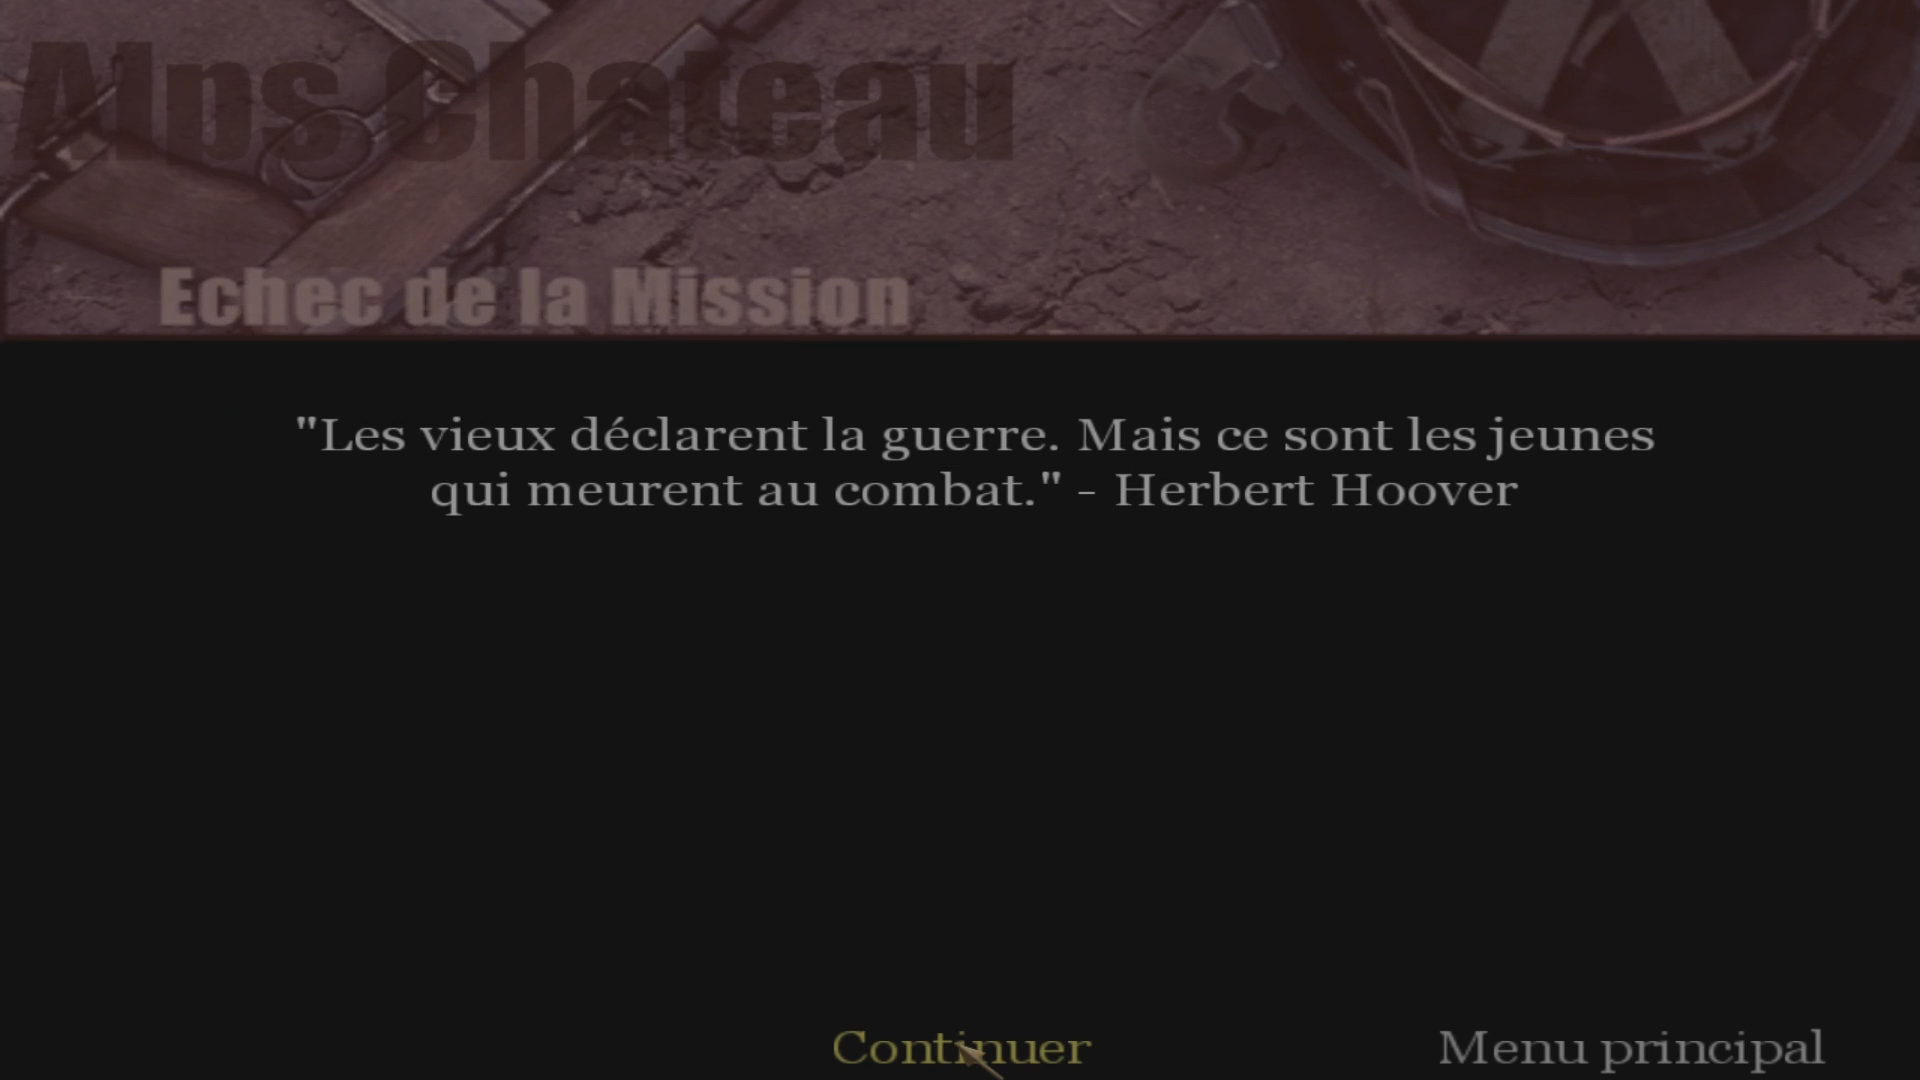 Alps Chateau
Echec de la Mission
"Les vieux déclarent la guerre. Mais ce sont les jeunes
qui meurent au combat." - Herbert Hoover
Continuer
Menu principal